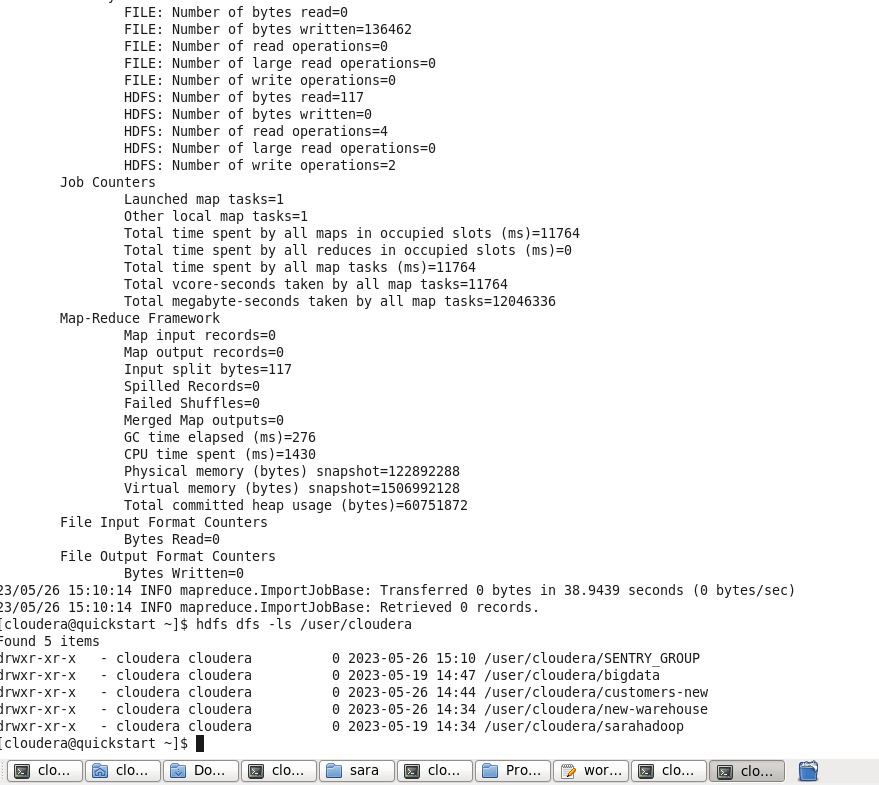 FILE: Number of bytes read=0
FILE: Number of bytes written=136462
FILE: Number of read operations=0
FILE: Number of large read operations=0
FILE: Number of write operations=0
HDFS: Number of bytes read=117
HDFS: Number of bytes written=0
HDFS: Number of read operations=4
HDFS: Number of large read operations=0
HDFS: Number of write operations=2
Job Counters
Launched map tasks=1
Other local map tasks=1
Total time spent by all maps in occupied slots (ms)=11764
Total time spent by all reduces in occupied slots (ms)=0
Total time spent by all map tasks (ms)=11764
Total vcore-seconds taken by all map tasks=11764
Total megabyte-seconds taken by all map tasks=12046336
Map-Reduce Framework
Map input records=0
Map output records=0
Input split bytes=117
Spilled Records=0
Failed Shuffles=0
Merged Map outputs=0
GC time elapsed (ms)=276
CPU time spent (ms)=1430
Physical memory (bytes) snapshot=122892288
Virtual memory (bytes) snapshot=1506992128
Total committed heap usage (bytes)=60751872
File Input Format Counters
Bytes Read=0
File Output Format Counters
Bytes Written=0
23/05/26 15:10:14 INFO mapreduce.ImportJobBase: Transferred 0 bytes in 38.9439 seconds (0 bytes/sec)
23/05/26 15:10:14 INFO mapreduce.ImportJobBase: Retrieved 0 records.
[cloudera@quickstart ~]$ hdfs dfs -ls /user/cloudera
Found 5 items
drwxr-xr-x - cloudera cloudera 0 2023-05-26 15:10 /user/cloudera/SENTRY_GROUP
drwxr-xr-x - cloudera cloudera 0 2023-05-19 14:47 /user/cloudera/bigdata
drwxr-xr-x - cloudera cloudera 0 2023-05-26 14:44 /user/cloudera/customers-new
drwxr-xr-x - cloudera cloudera 0 2023-05-26 14:34 /user/cloudera/new-warehouse
drwxr-xr-x - cloudera cloudera 0 2023-05-19 14:34 /user/cloudera/sarahadoop
[cloudera@quickstart ~]$
clo... clo... Do... clo... sara clo... Pro... wor... clo... clo...